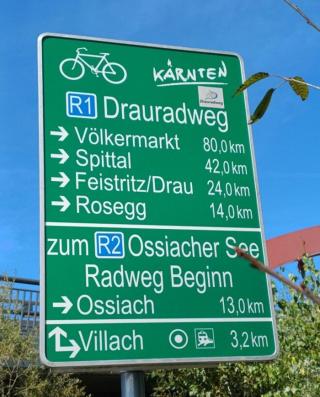 KÄRNTEN
Drauradweg
R1 Drauradweg
Völkermarkt 80,0 km
Spittal 42,0 km
Feistritz/Drau 24,0 km
Rosegg 14,0 km
zum R2 Ossiacher See
Radweg Beginn
Ossiach 13,0 km
Villach 3,2 km